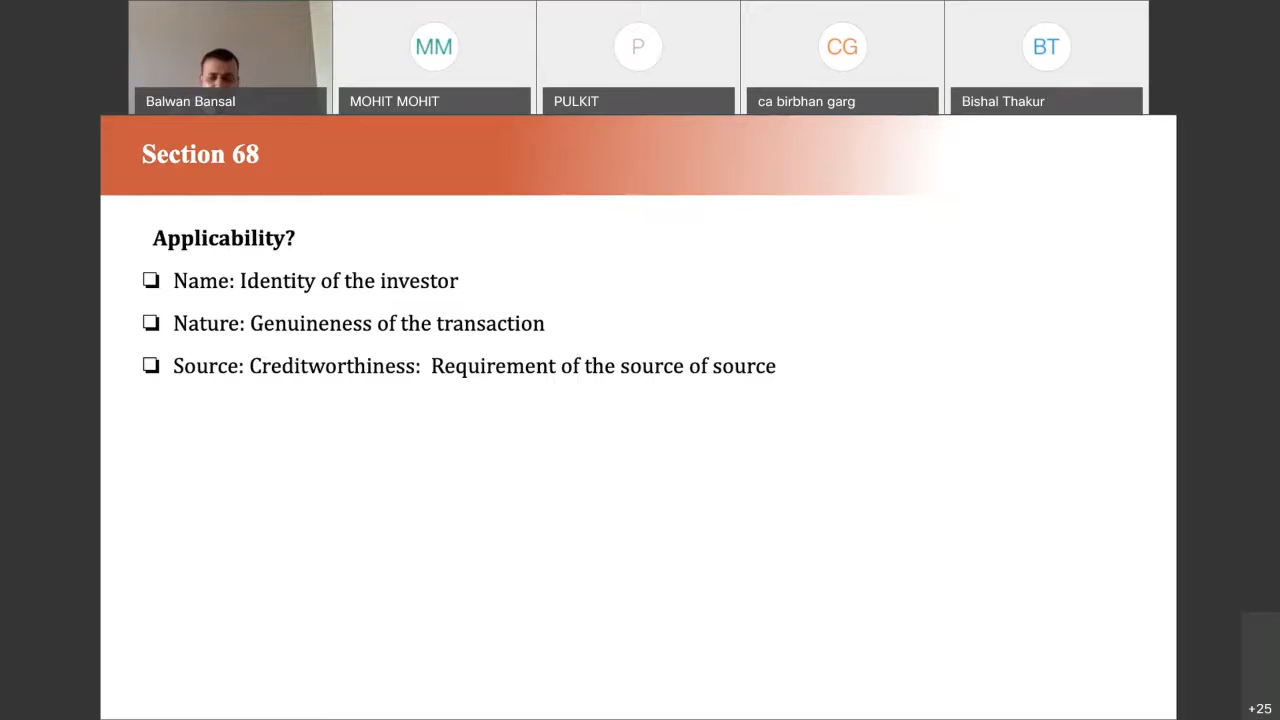 MM
P
CG
BT
Balwan Bansal
MOHIT MOHIT
PULKIT
ca birbhan garg
Bishal Thakur
Section 68
Applicability?
❑ Name: Identity of the investor
❑ Nature: Genuineness of the transaction
❑ Source: Creditworthiness: Requirement of the source of source
+25